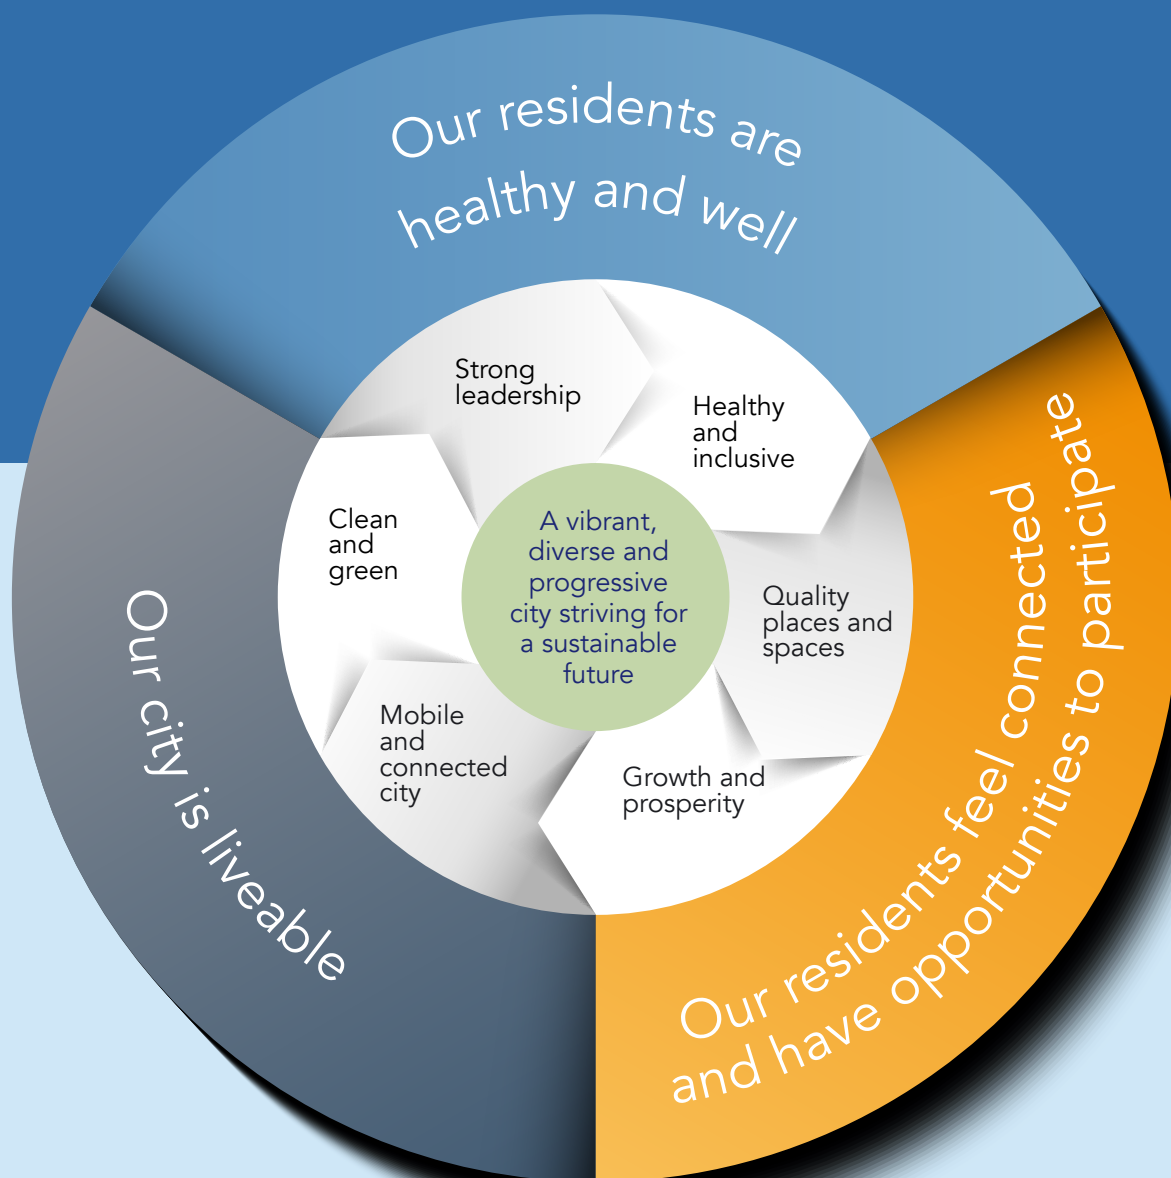 Our residents are
healthy and well
Strong
leadership
Healthy
and
inclusive
Clean
and
green
A vibrant,
diverse and
progressive
city striving for
a sustainable
future
Quality
places and
spaces
Mobile
and
connected
city
Growth and
prosperity
Our city is liveable
Our residents feel connected
and have opportunities to participate